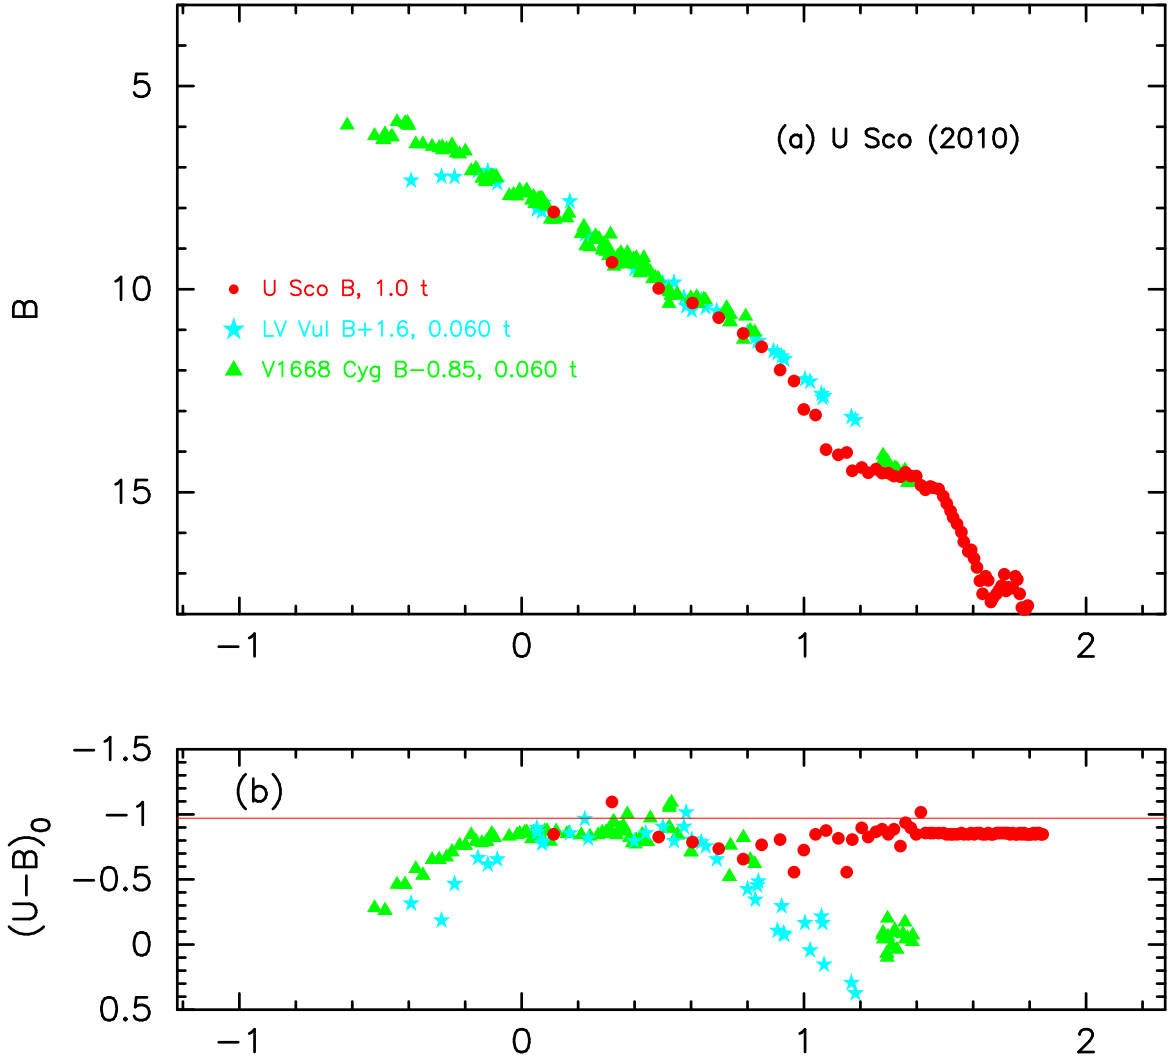 5
(a) U Sco (2010)
B
10
U Sco B, 1.0 t
LV Vul B+1.6, 0.060 t
V1668 Cyg B−0.85, 0.060 t
15
−1 0 1 2
−1.5
(b)
−1
(U−B)0
−0.5
0
0.5
−1 0 1 2